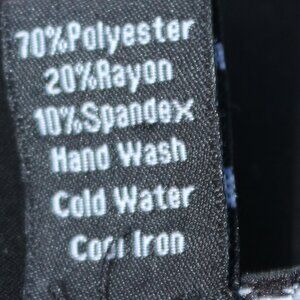 70%Polyester
20%Rayon
10%Spandex
Hand Wash
Cold Water
Cool Iron